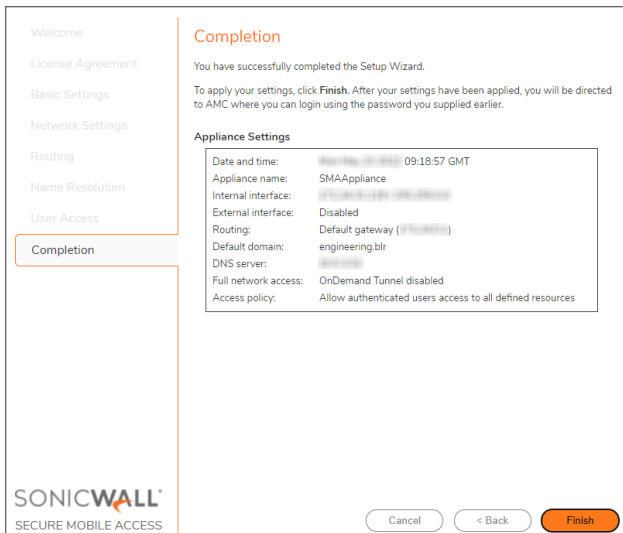 Welcome
License Agreement
Basic Settings
Network Settings
Routing
Name Resolution
User Access
Completion
Completion
You have successfully completed the Setup Wizard.
To apply your settings, click Finish. After your settings have been applied, you will be directed
to AMC where you can login using the password you supplied earlier.
Appliance Settings
Date and time: 09:18:57 GMT
Appliance name: SMAAppliance
Internal interface:
External interface: Disabled
Routing: Default gateway ( )
Default domain: engineering.blr
DNS server:
Full network access: OnDemand Tunnel disabled
Access policy: Allow authenticated users access to all defined resources
SONICWALL
SECURE MOBILE ACCESS
Cancel
< Back
Finish